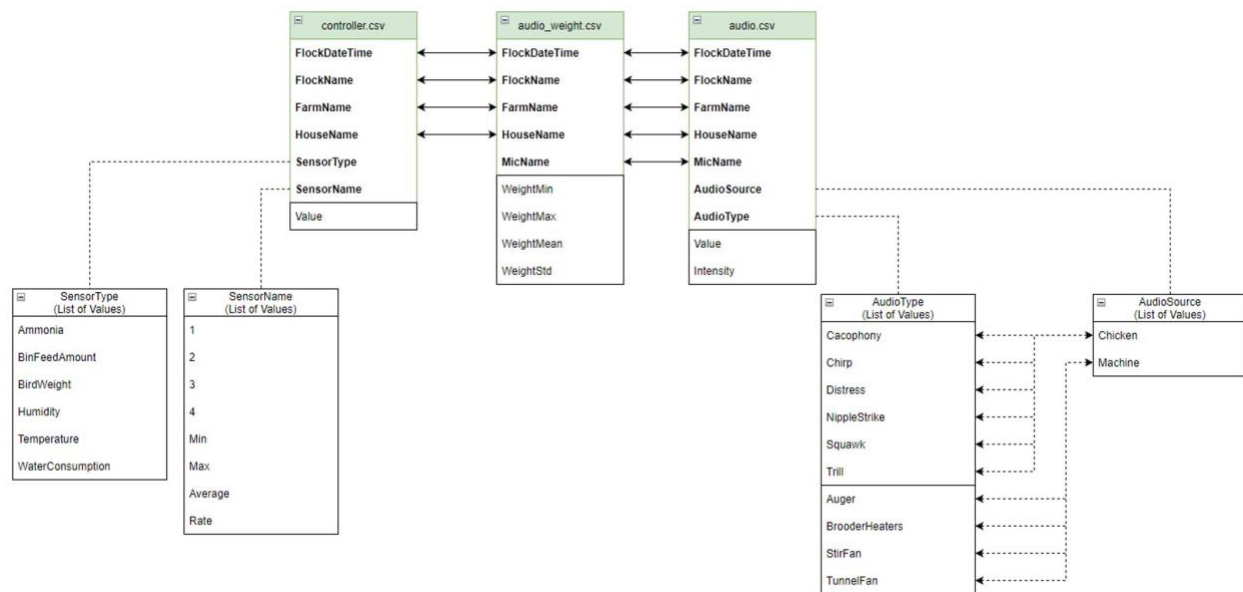 controller.csv
FlockDateTime
FlockName
FarmName
HouseName
SensorType
SensorName
Value
audio_weight.csv
FlockDateTime
FlockName
FarmName
HouseName
MicName
WeightMin
WeightMax
WeightMean
WeightStd
audio.csv
FlockDateTime
FlockName
FarmName
HouseName
MicName
AudioSource
AudioType
Value
Intensity
SensorType
(List of Values)
Ammonia
BinFeedAmount
BirdWeight
Humidity
Temperature
WaterConsumption
SensorName
(List of Values)
1
2
3
4
Min
Max
Average
Rate
AudioType
(List of Values)
Cacophony
Chirp
Distress
NippleStrike
Squawk
Trill
Auger
BrooderHeaters
StirFan
TunnelFan
AudioSource
(List of Values)
Chicken
Machine